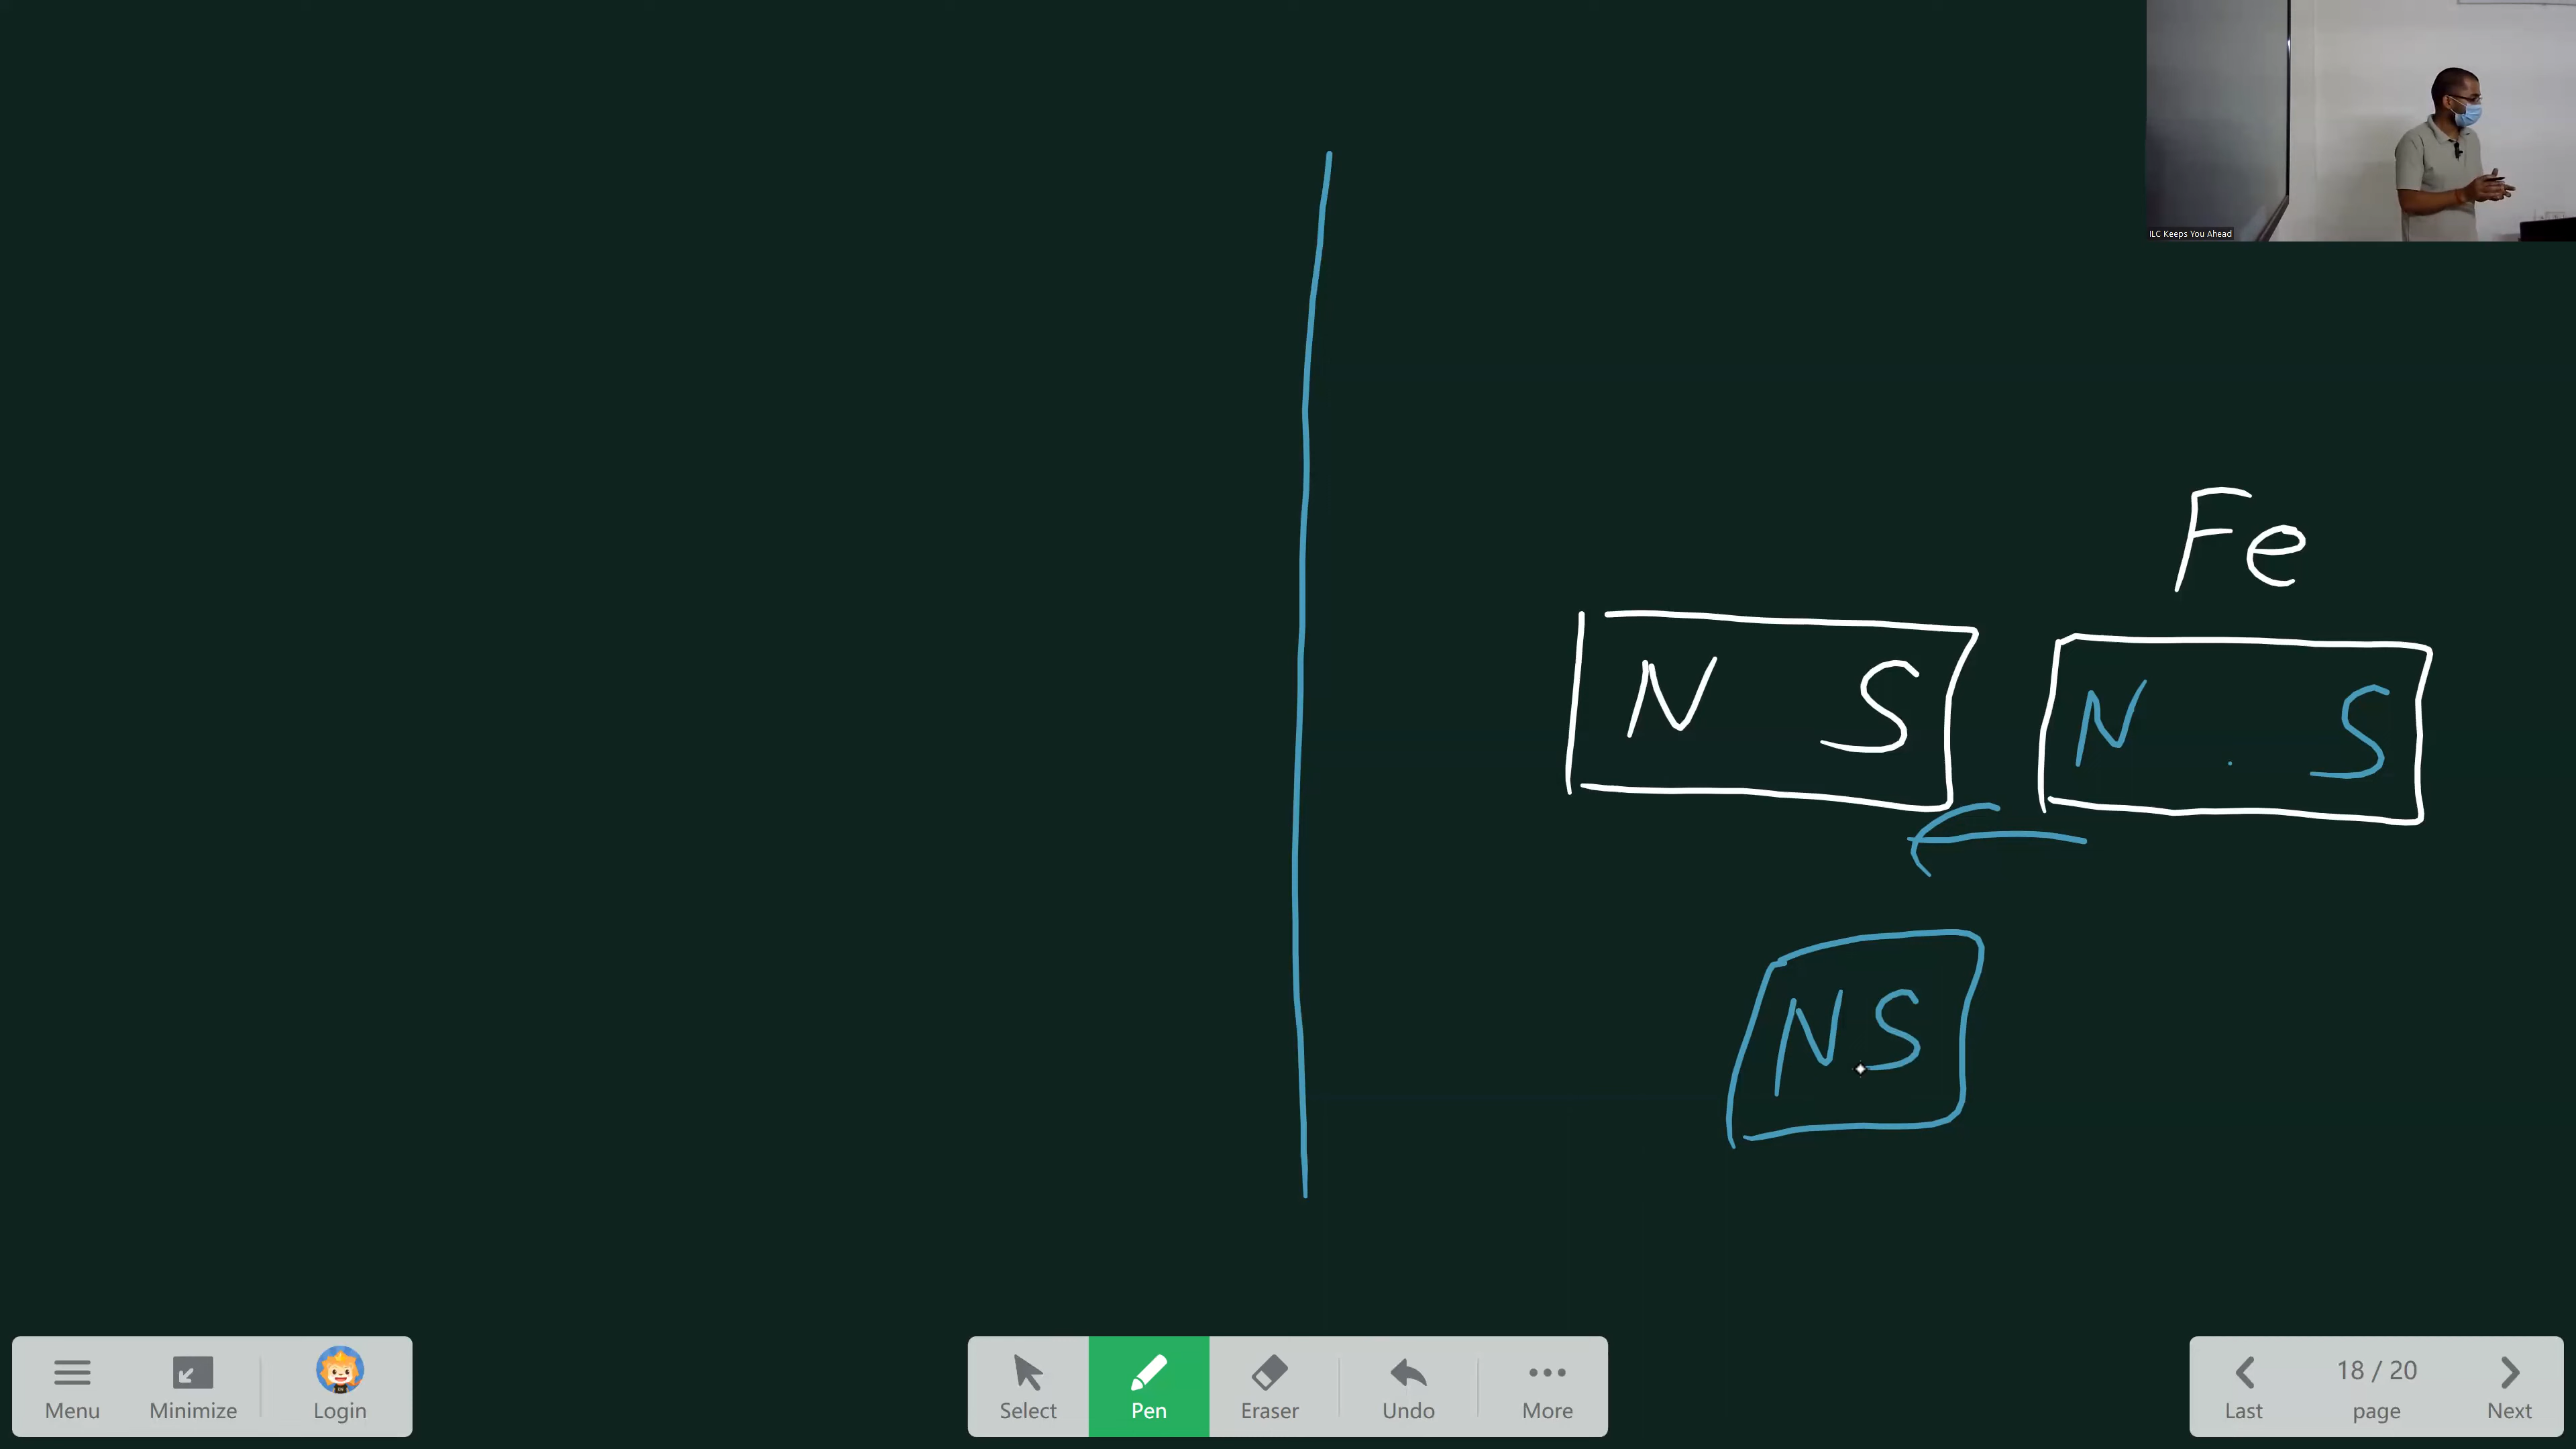 ILC Keeps You Ahead
Fe
N S N S
NS
Menu Minimize Login Select Pen Eraser Undo More Last 18 / 20 page Next